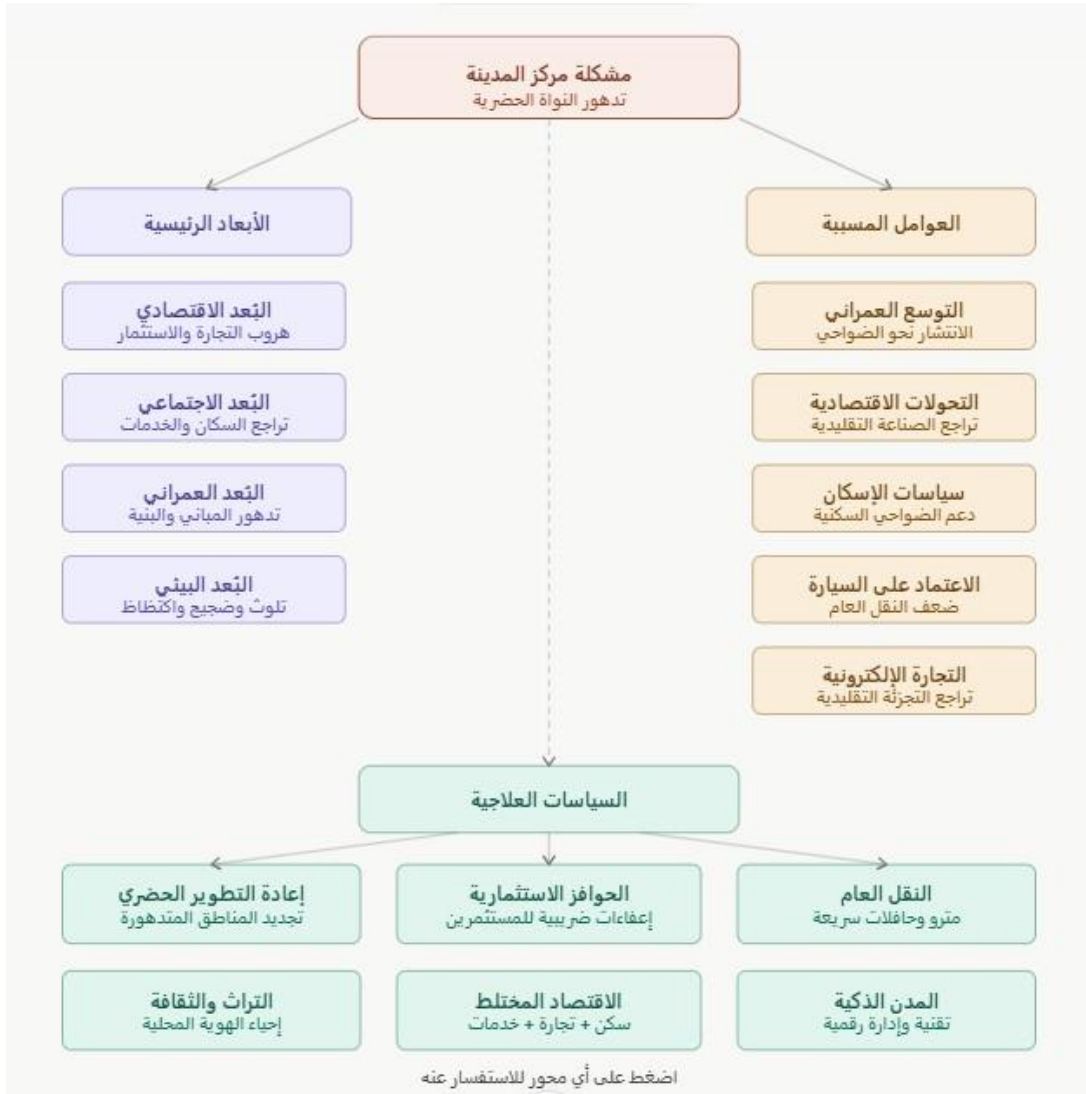 مشكلة مركز المدينة
تدهور النواة الحضرية
العوامل المسببة
التوسع العمراني
الانتشار نحو الضواحي
التحولات الاقتصادية
تراجع الصناعة التقليدية
سياسات الإسكان
دعم الضواحي السكنية
الاعتماد على السيارة
ضعف النقل العام
التجارة الإلكترونية
تراجع التجزئة التقليدية
الأبعاد الرئيسية
البُعد الاقتصادي
هروب التجارة والاستثمار
البُعد الاجتماعي
تراجع السكان والخدمات
البُعد العمراني
تدهور المباني والبنية
البُعد البيئي
تلوث وضجيج واكتظاظ
السياسات العلاجية
النقل العام
مترو وحافلات سريعة
الحوافز الاستثمارية
إعفاءات ضريبية للمستثمرين
إعادة التطوير الحضري
تجديد المناطق المتدهورة
المدن الذكية
تقنية وإدارة رقمية
الاقتصاد المختلط
سكن + تجارة + خدمات
التراث والثقافة
إحياء الهوية المحلية
اضغط على أي محور للاستفسار عنه